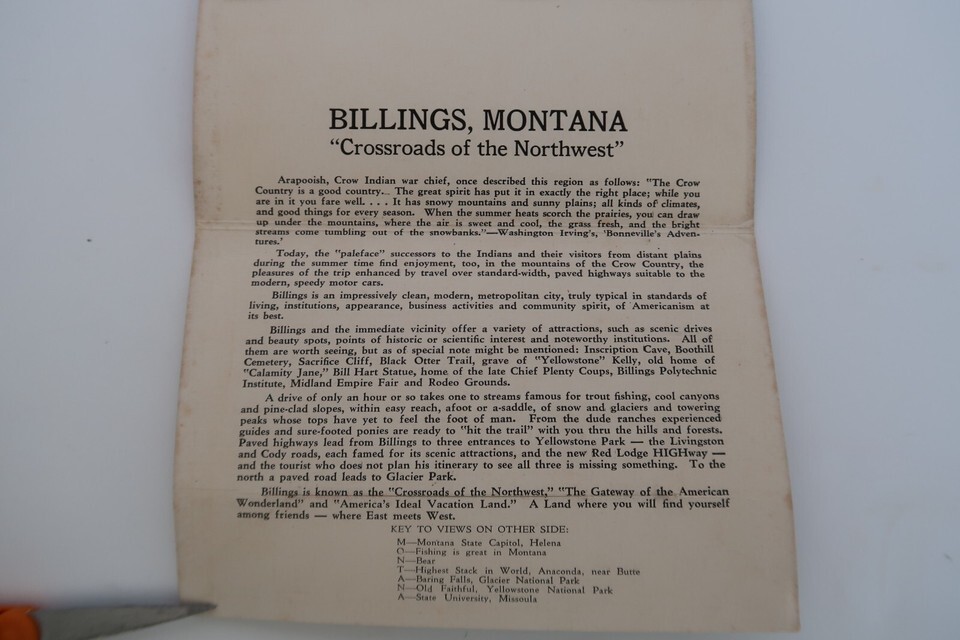 BILLINGS, MONTANA
“Crossroads of the Northwest”
Arapooish, Crow Indian war chief, once described this region as follows: "The Crow
Country is a good country... The great spirit has put it in exactly the right place; while you
are in it you fare well. . . . It has snowy mountains and sunny plains; all kinds of climates,
and good things for every season. When the summer heats scorch the prairies, you can draw
up under the mountains, where the air is sweet and cool, the grass fresh, and the bright
streams come tumbling out of the snowbanks."—Washington Irving's, 'Bonneville's Adven-
tures.'
Today, the "paleface" successors to the Indians and their visitors from distant plains
during the summer time find enjoyment, too, in the mountains of the Crow Country, the
pleasures of the trip enhanced by travel over standard-width, paved highways suitable to the
modern, speedy motor cars.
Billings is an impressively clean, modern, metropolitan city, truly typical in standards of
living, institutions, appearance, business activities and community spirit, of Americanism at
its best.
Billings and the immediate vicinity offer a variety of attractions, such as scenic drives
and beauty spots, points of historic or scientific interest and noteworthy institutions. All of
them are worth seeing, but as of special note might be mentioned: Inscription Cave, Boothill
Cemetery, Sacrifice Cliff, Black Otter Trail, grave of "Yellowstone" Kelly, old home of
"Calamity Jane," Bill Hart Statue, home of the late Chief Plenty Coups, Billings Polytechnic
Institute, Midland Empire Fair and Rodeo Grounds.
A drive of only an hour or so takes one to streams famous for trout fishing, cool canyons
and pine-clad slopes, within easy reach, afoot or a-saddle, of snow and glaciers and towering
peaks whose tops have yet to feel the foot of man. From the dude ranches experienced
guides and sure-footed ponies are ready to "hit the trail" with you thru the hills and forests.
Paved highways lead from Billings to three entrances to Yellowstone Park — the Livingston
and Cody roads, each famed for its scenic attractions, and the new Red Lodge HIGHway —
and the tourist who does not plan his itinerary to see all three is missing something. To the
north a paved road leads to Glacier Park.
Billings is known as the "Crossroads of the Northwest," "The Gateway of the American
Wonderland" and "America's Ideal Vacation Land." A Land where you will find yourself
among friends — where East meets West.
KEY TO VIEWS ON OTHER SIDE:
M—Montana State Capitol, Helena
O—Fishing is great in Montana
N—Bear
T—Highest Stack in World, Anaconda, near Butte
A—Baring Falls, Glacier National Park
N—Old Faithful, Yellowstone National Park
A—State University, Missoula